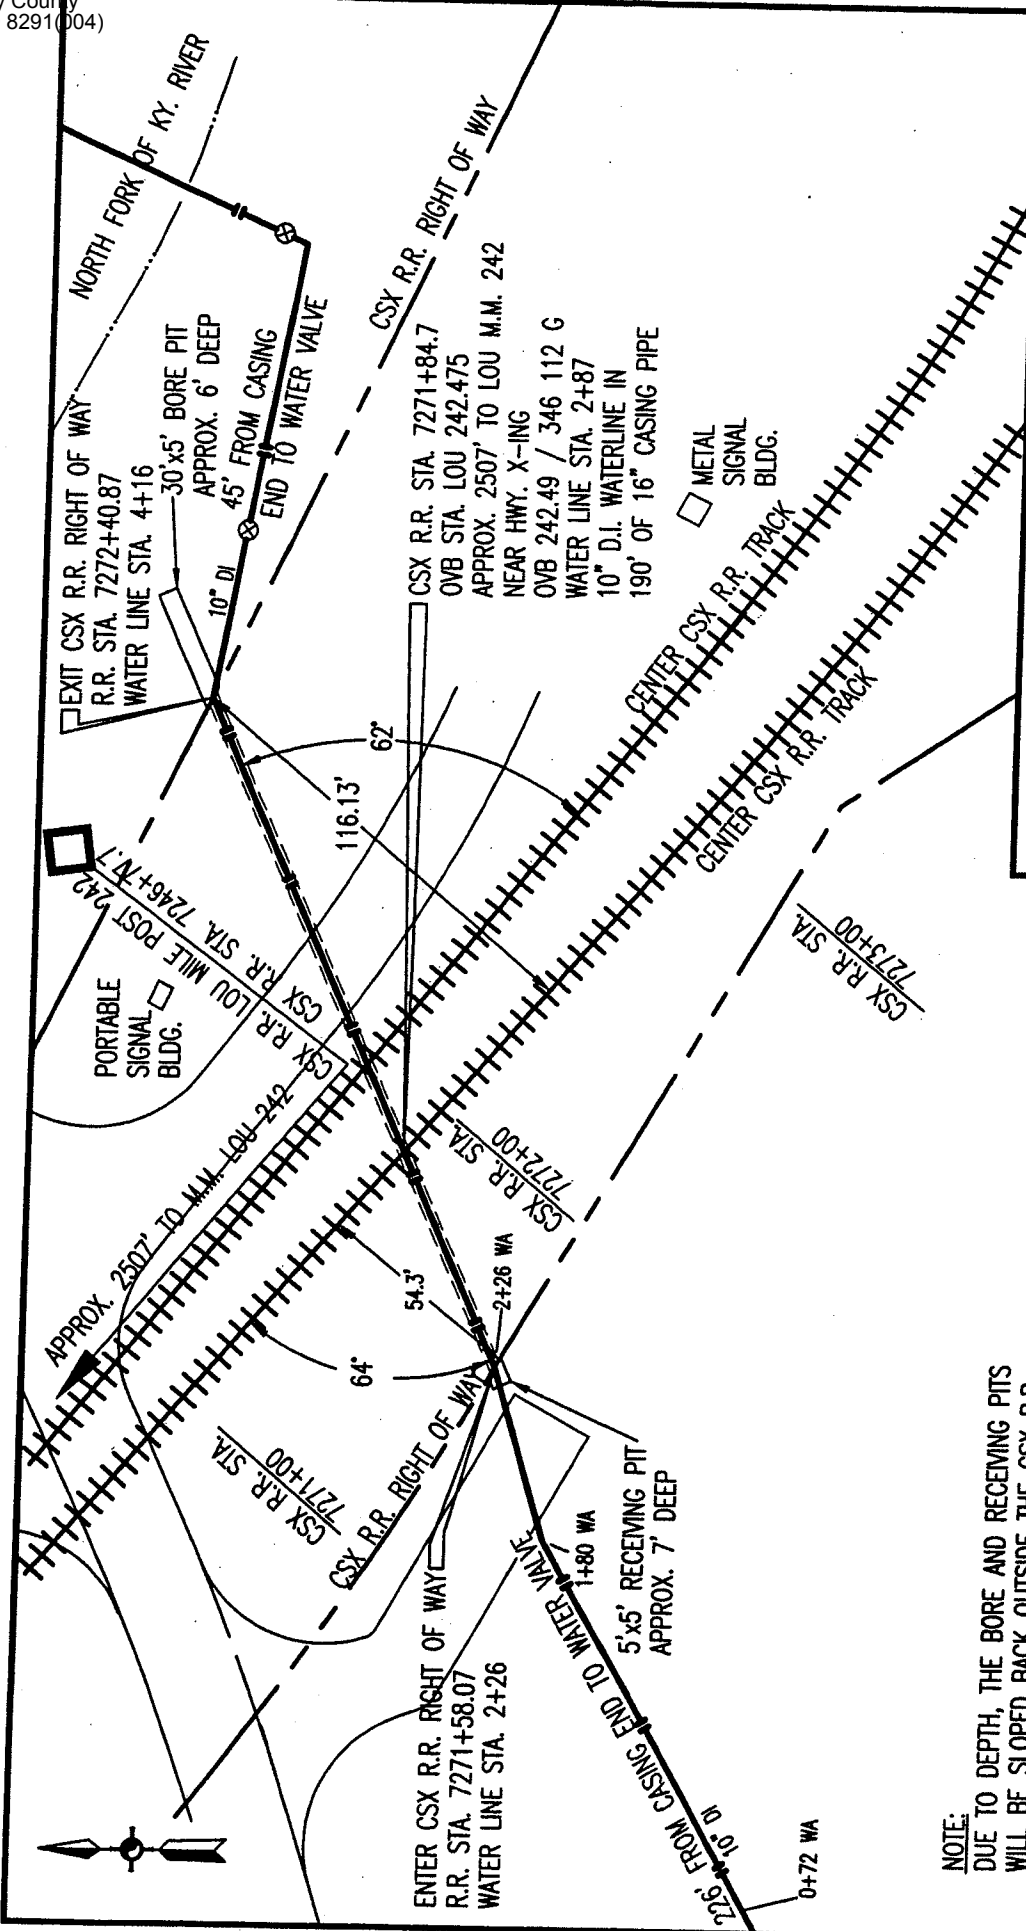 y County
8291(004)
NORTH FORK OF KY. RIVER
EXIT CSX R.R. RIGHT OF WAY
R.R. STA. 7272+40.87
WATER LINE STA. 4+16
30'x5' BORE PIT
APPROX. 6' DEEP
45' FROM CASING
END TO WATER VALVE
10" DI
CSX R.R. RIGHT OF WAY
CSX R.R. STA. 7271+84.7
OVB STA. LOU 242.475
APPROX. 2507' TO LOU M.M. 242
NEAR HWY. X-ING
OVB 242.49 / 346 112 G
WATER LINE STA. 2+87
10" D.I. WATERLINE IN
190' OF 16" CASING PIPE
METAL
SIGNAL
BLDG.
CENTER CSX R.R. TRACK
CENTER CSX R.R. TRACK
62°
116.13'
CSX R.R. LOU MILE POST 242
CSX R.R. STA. 7246+
PORTABLE
SIGNAL
BLDG.
APPROX. 2507' TO M.M. LOU 242
CSX R.R. STA.
7273+00
CSX R.R. STA.
7272+00
CSX R.R. STA.
7271+00
54.3'
64°
2+26 WA
CSX R.R. RIGHT OF WAY
ENTER CSX R.R. RIGHT OF WAY
R.R. STA. 7271+58.07
WATER LINE STA. 2+26
5'x5' RECEIVING PIT
APPROX. 7' DEEP
1+80 WA
226' FROM CASING END TO WATER VALVE
10" DI
0+72 WA
NOTE:
DUE TO DEPTH, THE BORE AND RECEIVING PITS
WILL BE SLOPED BACK OUTSIDE THE CSX R.R.